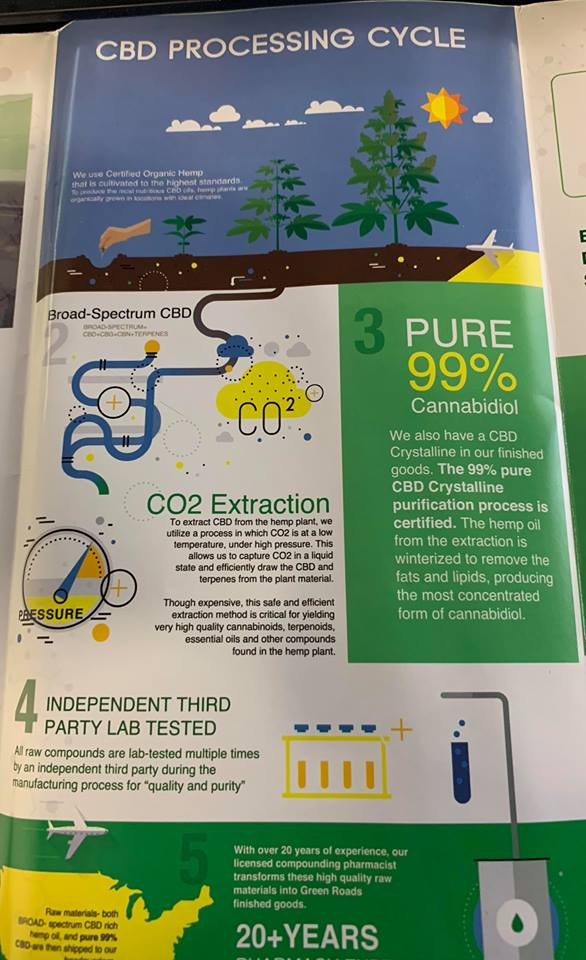 CBD PROCESSING CYCLE
We use Certified Organic Hemp
that is cultivated to the highest standards.
To produce the most nutritious CBD oils, hemp plants are
organically grown in locations with ideal climates.
Broad-Spectrum CBD
BROAD-SPECTRUM=
CBD+CBG+CBN+TERPENES
2
CO2
CO2 Extraction
To extract CBD from the hemp plant, we
utilize a process in which CO2 is at a low
temperature, under high pressure. This
allows us to capture CO2 in a liquid
state and efficiently draw the CBD and
terpenes from the plant material.
Though expensive, this safe and efficient
extraction method is critical for yielding
very high quality cannabinoids, terpenoids,
essential oils and other compounds
found in the hemp plant.
PRESSURE
3
PURE
99%
Cannabidiol
We also have a CBD
Crystalline in our finished
goods. The 99% pure
CBD Crystalline
purification process is
certified. The hemp oil
from the extraction is
winterized to remove the
fats and lipids, producing
the most concentrated
form of cannabidiol.
4
INDEPENDENT THIRD
PARTY LAB TESTED
All raw compounds are lab-tested multiple times
by an independent third party during the
manufacturing process for “quality and purity”
5
With over 20 years of experience, our
licensed compounding pharmacist
transforms these high quality raw
materials into Green Roads
finished goods.
20+YEARS
Raw materials- both
BROAD- spectrum CBD rich
hemp oil, and pure 99%
CBD-are then shipped to our